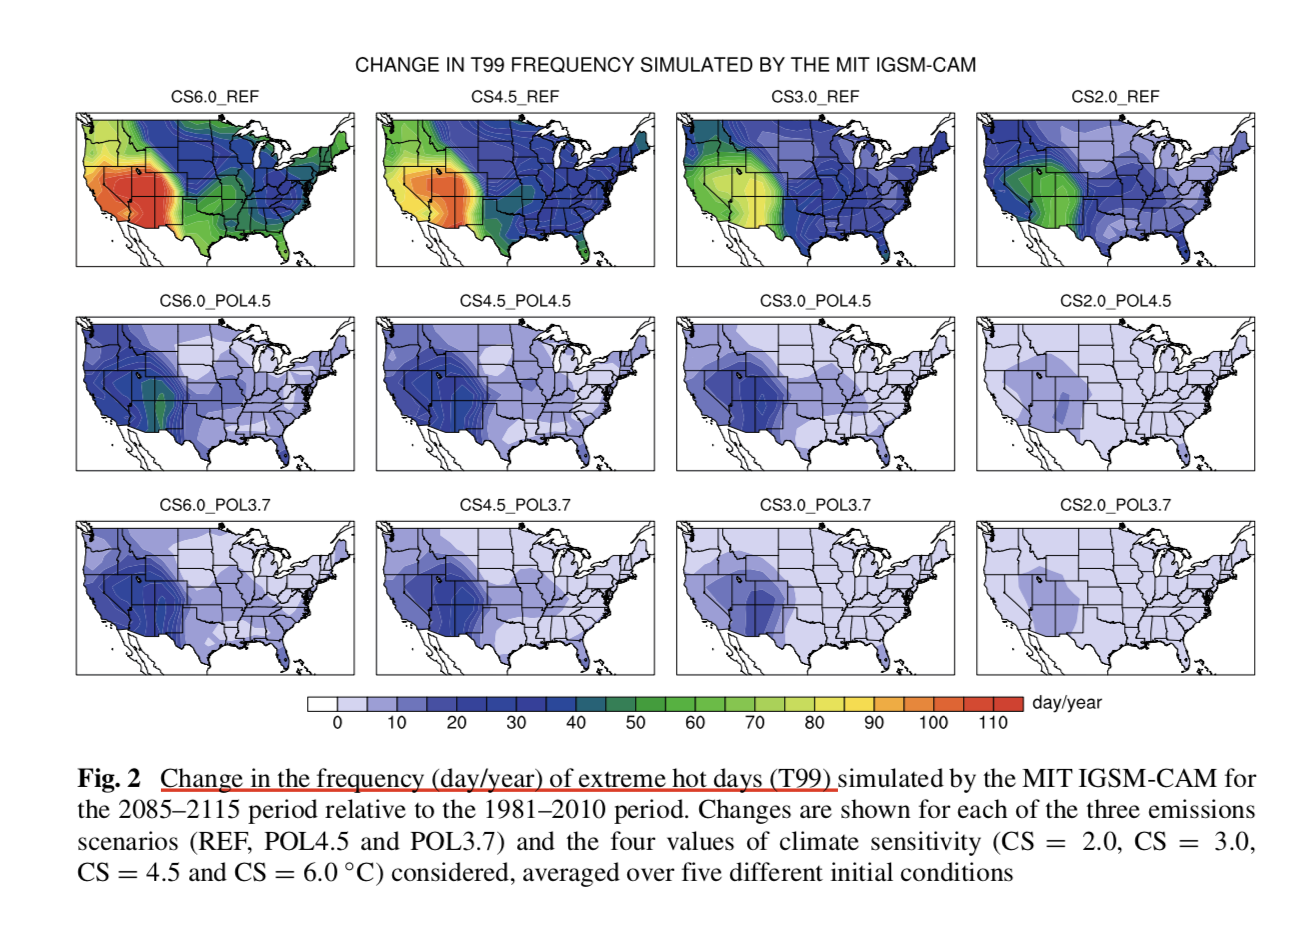 CHANGE IN T99 FREQUENCY SIMULATED BY THE MIT IGSM-CAM
CS6.0_REF CS4.5_REF CS3.0_REF CS2.0_REF
CS6.0_POL4.5 CS4.5_POL4.5 CS3.0_POL4.5 CS2.0_POL4.5
CS6.0_POL3.7 CS4.5_POL3.7 CS3.0_POL3.7 CS2.0_POL3.7
day/year
0 10 20 30 40 50 60 70 80 90 100 110
Fig. 2 Change in the frequency (day/year) of extreme hot days (T99) simulated by the MIT IGSM-CAM for
the 2085–2115 period relative to the 1981–2010 period. Changes are shown for each of the three emissions
scenarios (REF, POL4.5 and POL3.7) and the four values of climate sensitivity (CS = 2.0, CS = 3.0,
CS = 4.5 and CS = 6.0 °C) considered, averaged over five different initial conditions